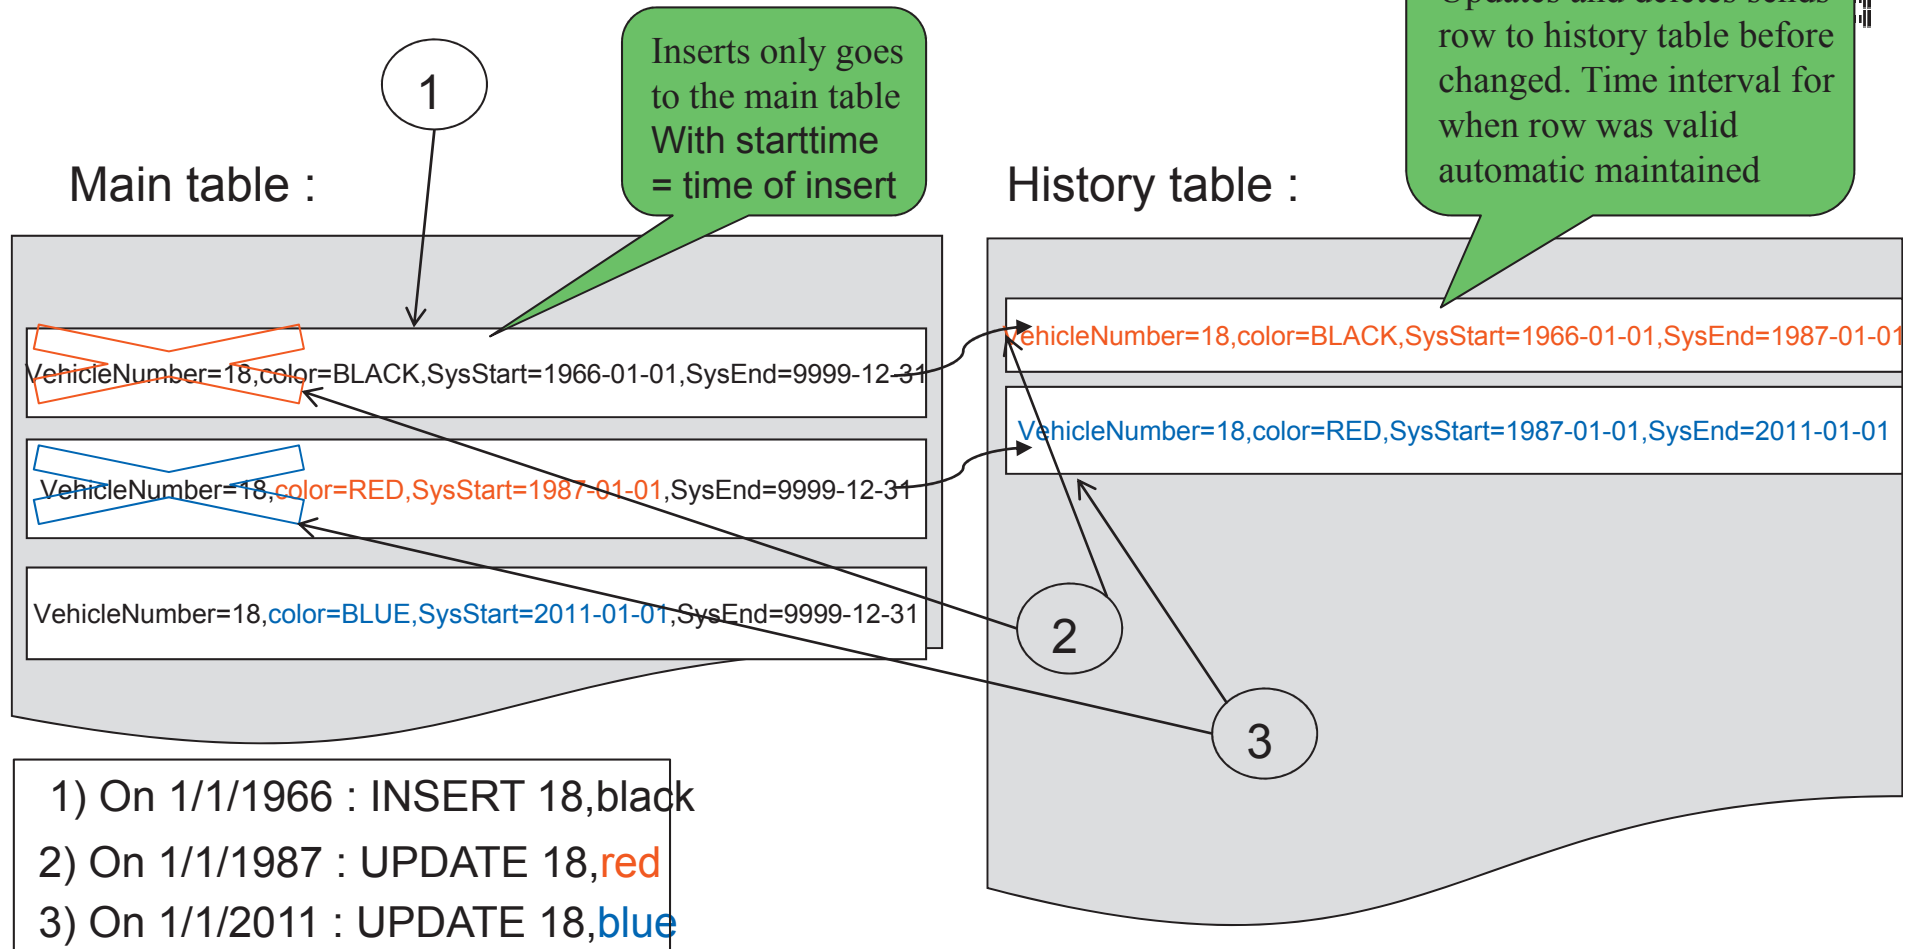 1
Inserts only goes
to the main table
With starttime
= time of insert
Updates and deletes sends
row to history table before
changed. Time interval for
when row was valid
automatic maintained
Main table :
History table :
VehicleNumber=18,color=BLACK,SysStart=1966-01-01,SysEnd=9999-12-31
VehicleNumber=18,color=RED,SysStart=1987-01-01,SysEnd=9999-12-31
VehicleNumber=18,color=BLUE,SysStart=2011-01-01,SysEnd=9999-12-31
VehicleNumber=18,color=BLACK,SysStart=1966-01-01,SysEnd=1987-01-01
VehicleNumber=18,color=RED,SysStart=1987-01-01,SysEnd=2011-01-01
2
3
1) On 1/1/1966 : INSERT 18,black
2) On 1/1/1987 : UPDATE 18,red
3) On 1/1/2011 : UPDATE 18,blue